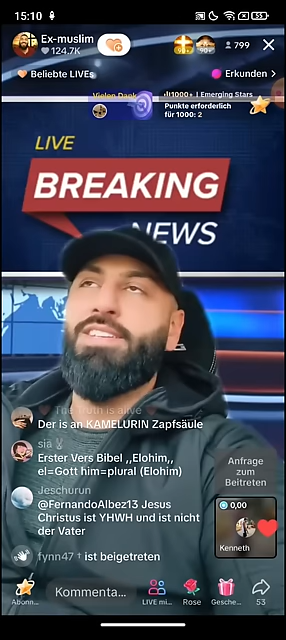 15:10
55
Ex-muslim
124.7K
799
Beliebte LIVEs
Erkunden >
Vielen Dank
1000+ | Emerging Stars
Punkte erforderlich
für 1000: 2
LIVE
BREAKING
NEWS
The Truth is alive
Der is an KAMELURIN Zapfsäule
sia
Erster Vers Bibel ,,Elohim,,
el=Gott him=plural (Elohim)
Jeschurun
@FernandoAlbez13 Jesus
Christus ist YHWH und ist nicht
der Vater
fynn47 † ist beigetreten
Anfrage
zum
Beitreten
0,00
Kenneth
Abonn...
Kommenta...
LIVE mi...
Rose
Gesche...
53